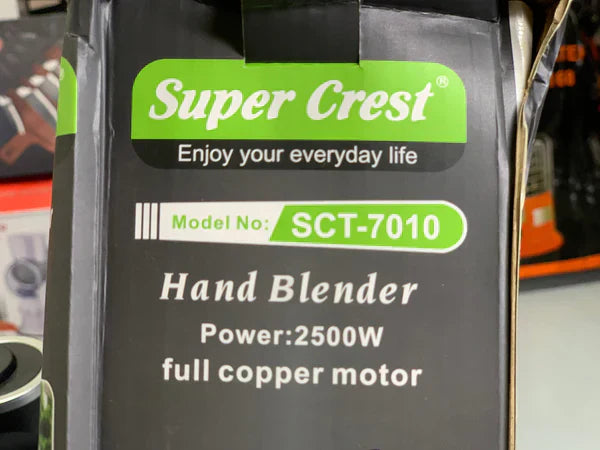 Super Crest®
Enjoy your everyday life
Model No: SCT-7010
Hand Blender
Power:2500W
full copper motor